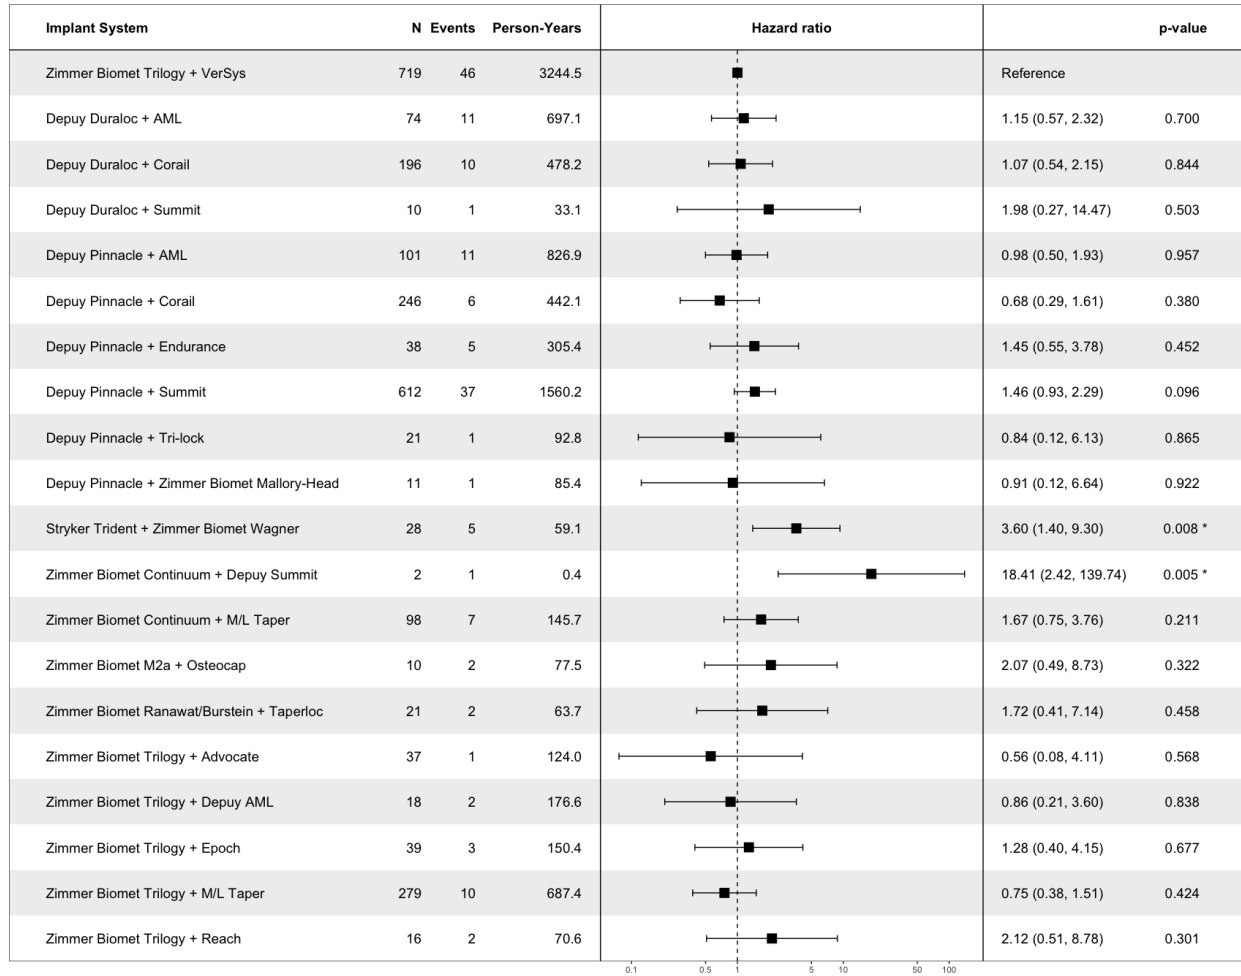 Implant System N Events Person-Years Hazard ratio p-value
Zimmer Biomet Trilogy + VerSys 719 46 3244.5 Reference
Depuy Duraloc + AML 74 11 697.1 1.15 (0.57, 2.32) 0.700
Depuy Duraloc + Corail 196 10 478.2 1.07 (0.54, 2.15) 0.844
Depuy Duraloc + Summit 10 1 33.1 1.98 (0.27, 14.47) 0.503
Depuy Pinnacle + AML 101 11 826.9 0.98 (0.50, 1.93) 0.957
Depuy Pinnacle + Corail 246 6 442.1 0.68 (0.29, 1.61) 0.380
Depuy Pinnacle + Endurance 38 5 305.4 1.45 (0.55, 3.78) 0.452
Depuy Pinnacle + Summit 612 37 1560.2 1.46 (0.93, 2.29) 0.096
Depuy Pinnacle + Tri-lock 21 1 92.8 0.84 (0.12, 6.13) 0.865
Depuy Pinnacle + Zimmer Biomet Mallory-Head 11 1 85.4 0.91 (0.12, 6.64) 0.922
Stryker Trident + Zimmer Biomet Wagner 28 5 59.1 3.60 (1.40, 9.30) 0.008 *
Zimmer Biomet Continuum + Depuy Summit 2 1 0.4 18.41 (2.42, 139.74) 0.005 *
Zimmer Biomet Continuum + M/L Taper 98 7 145.7 1.67 (0.75, 3.76) 0.211
Zimmer Biomet M2a + Osteocap 10 2 77.5 2.07 (0.49, 8.73) 0.322
Zimmer Biomet Ranawat/Burstein + Taperloc 21 2 63.7 1.72 (0.41, 7.14) 0.458
Zimmer Biomet Trilogy + Advocate 37 1 124.0 0.56 (0.08, 4.11) 0.568
Zimmer Biomet Trilogy + Depuy AML 18 2 176.6 0.86 (0.21, 3.60) 0.838
Zimmer Biomet Trilogy + Epoch 39 3 150.4 1.28 (0.40, 4.15) 0.677
Zimmer Biomet Trilogy + M/L Taper 279 10 687.4 0.75 (0.38, 1.51) 0.424
Zimmer Biomet Trilogy + Reach 16 2 70.6 2.12 (0.51, 8.78) 0.301
0.1 0.5 1 5 10 50 100